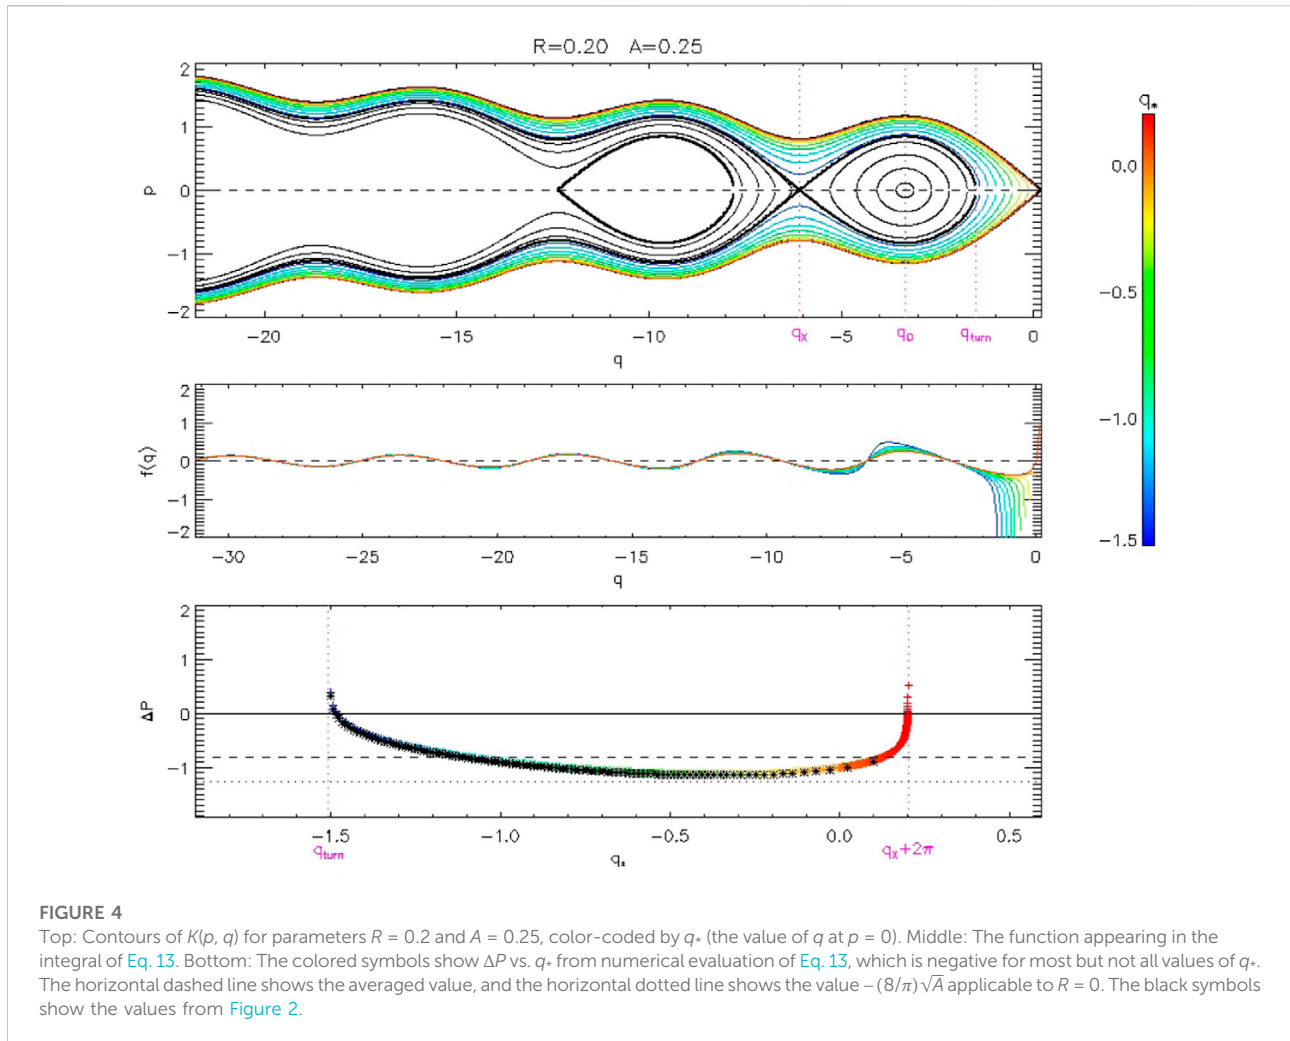 R=0.20 A=0.25
2
1
0
−1
−2
P
−20
−15
−10
qX
−5
qO
qturn
0
q
q*
0.0
−0.5
−1.0
−1.5
2
1
0
−1
−2
f(q)
−30
−25
−20
−15
−10
−5
0
q
2
1
0
−1
ΔP
−1.5
−1.0
−0.5
0.0
0.5
qturn
q*
qX+2π
FIGURE 4
Top: Contours of K(p, q) for parameters R = 0.2 and A = 0.25, color-coded by q⋆ (the value of q at p = 0). Middle: The function appearing in the
integral of Eq. 13. Bottom: The colored symbols show ΔP vs. q⋆ from numerical evaluation of Eq. 13, which is negative for most but not all values of q⋆.
The horizontal dashed line shows the averaged value, and the horizontal dotted line shows the value −(8/π)√A applicable to R = 0. The black symbols
show the values from Figure 2.